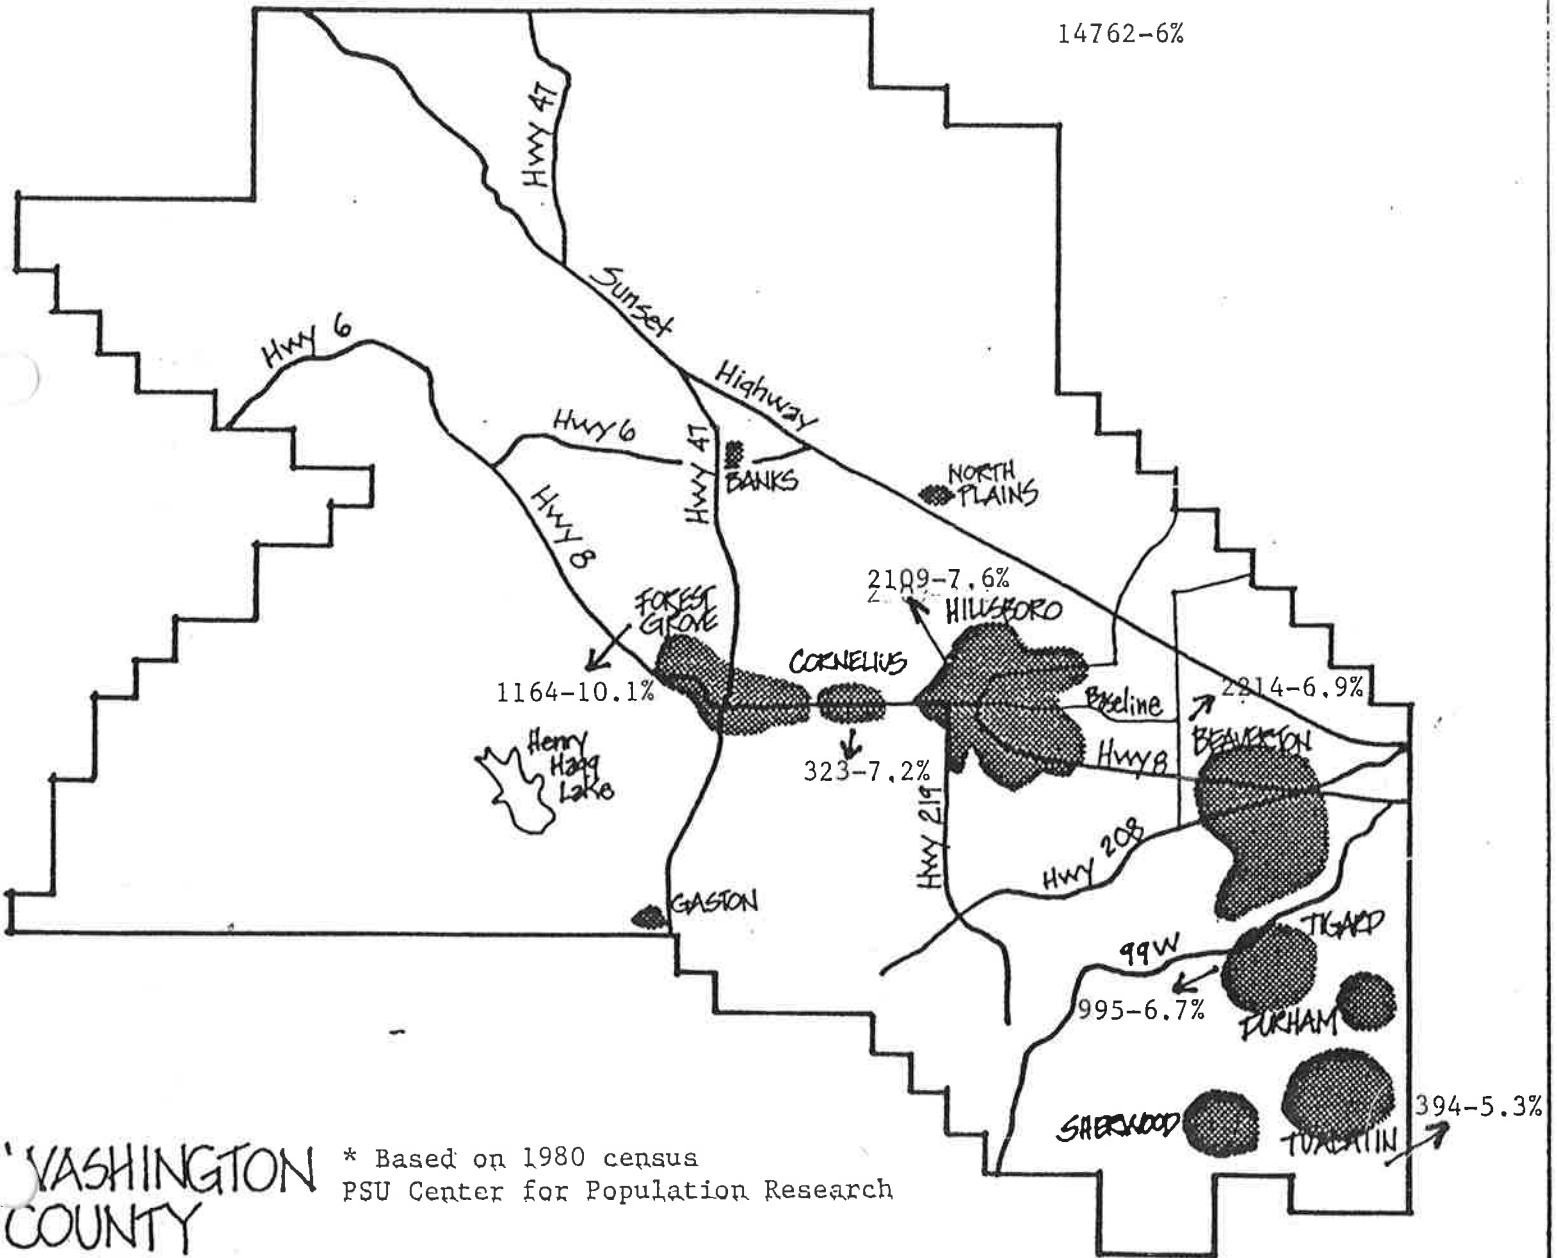 14762-6%
Hwy 47
Sunset
Highway
Hwy 6
Hwy 6
Hwy 47
BANKS
NORTH
PLAINS
Hwy 8
2109-7.6%
HILLSBORO
FOREST
GROVE
CORNELIUS
1164-10.1%
2214-6.9%
Baseline
BEAVERTON
Henry
Hagg
Lake
323-7.2%
Hwy 8
Hwy 219
Hwy 208
GASTON
TIGARD
99W
995-6.7%
DURHAM
SHERWOOD
394-5.3%
TUALATIN
WASHINGTON
COUNTY
* Based on 1980 census
PSU Center for Population Research